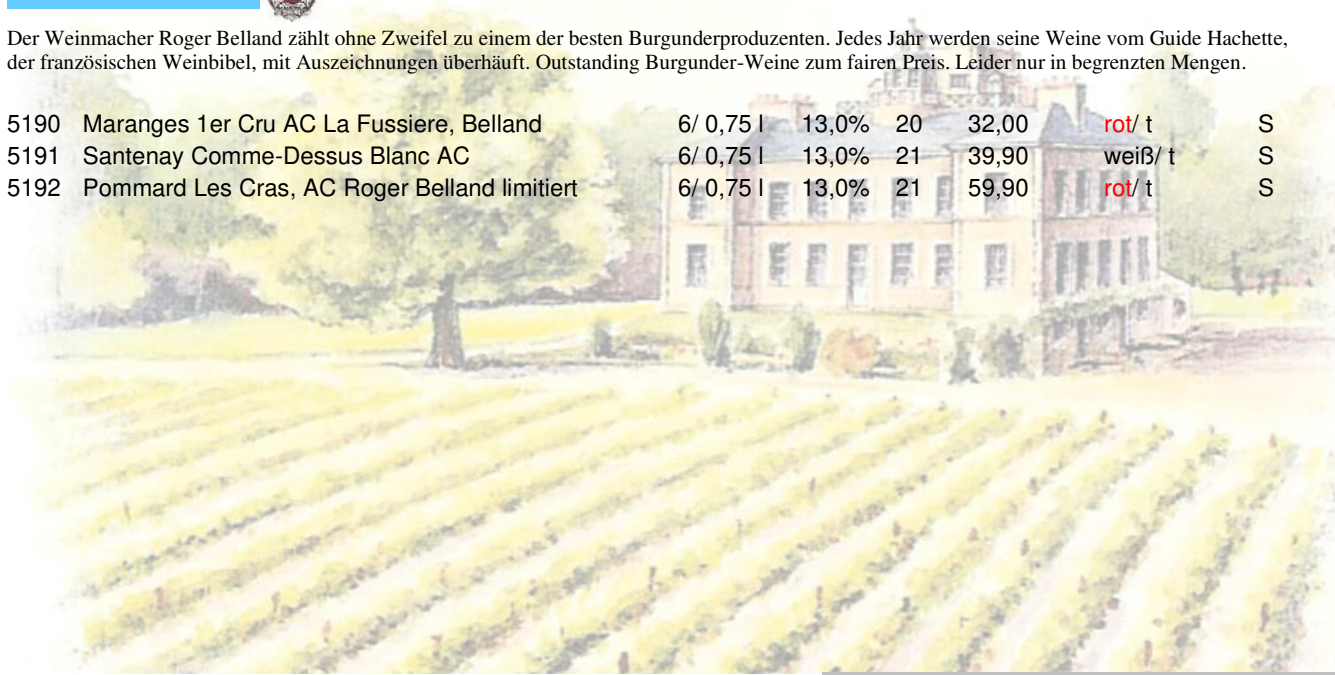 Der Weinmacher Roger Belland zählt ohne Zweifel zu einem der besten Burgunderproduzenten. Jedes Jahr werden seine Weine vom Guide Hachette,
der französischen Weinbibel, mit Auszeichnungen überhäuft. Outstanding Burgunder-Weine zum fairen Preis. Leider nur in begrenzten Mengen.
5190 Maranges 1er Cru AC La Fussiere, Belland 6/ 0,75 l 13,0% 20 32,00 rot/ t S
5191 Santenay Comme-Dessus Blanc AC 6/ 0,75 l 13,0% 21 39,90 weiß/ t S
5192 Pommard Les Cras, AC Roger Belland limitiert 6/ 0,75 l 13,0% 21 59,90 rot/ t S